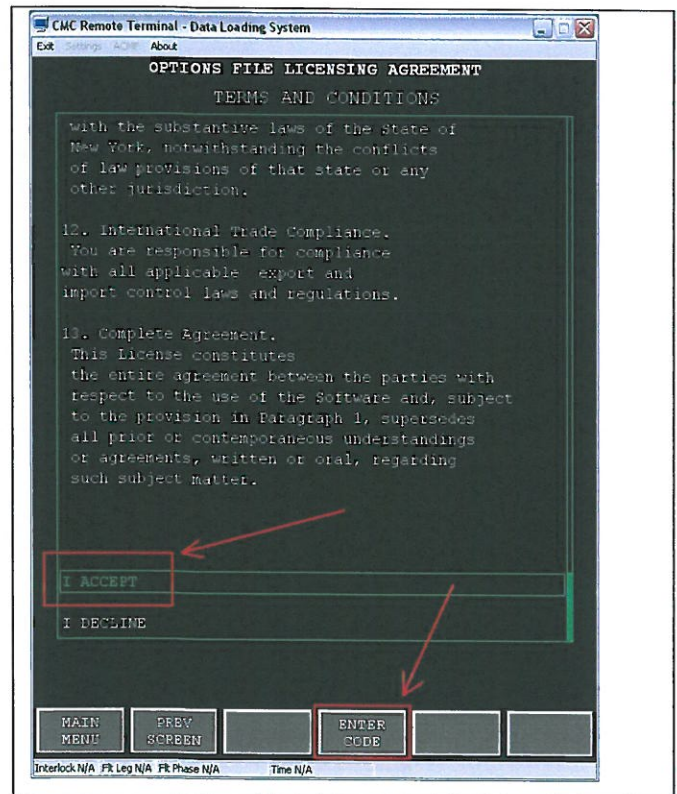 CMC Remote Terminal - Data Loading System
Exit Settings ACMF About
OPTIONS FILE LICENSING AGREEMENT
TERMS AND CONDITIONS
with the substantive laws of the State of
New York, notwithstanding the conflicts
of law provisions of that state or any
other jurisdiction.
12. International Trade Compliance.
You are responsible for compliance
with all applicable export and
import control laws and regulations.
13. Complete Agreement.
This License constitutes
the entire agreement between the parties with
respect to the use of the Software and, subject
to the provision in Paragraph 1, supersedes
all prior or contemporaneous understandings
or agreements, written or oral, regarding
such subject matter.
I ACCEPT
I DECLINE
MAIN MENU PREV SCREEN ENTER CODE
Interlock N/A Flt Leg N/A Flt Phase N/A Time N/A